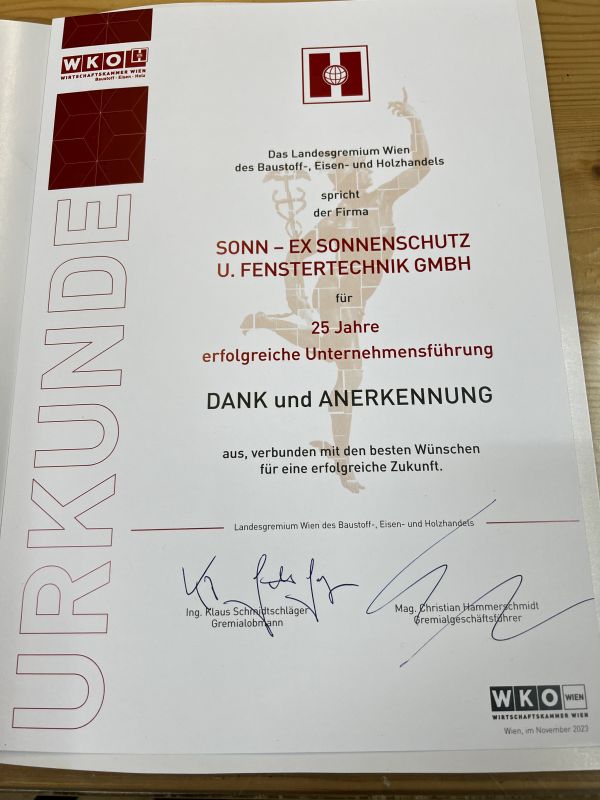 WKO H
WIRTSCHAFTSKAMMER WIEN
Baustoff · Eisen · Holz
URKUNDE
H
Das Landesgremium Wien
des Baustoff-, Eisen- und Holzhandels
spricht
der Firma
SONN – EX SONNENSCHUTZ
U. FENSTERTECHNIK GMBH
für
25 Jahre
erfolgreiche Unternehmensführung
DANK und ANERKENNUNG
aus, verbunden mit den besten Wünschen
für eine erfolgreiche Zukunft.
Landesgremium Wien des Baustoff-, Eisen- und Holzhandels
Ing. Klaus Schmidtschläger
Gremialobmann
Mag. Christian Hammerschmidt
Gremialgeschäftsführer
WKO WIEN
WIRTSCHAFTSKAMMER WIEN
Wien, im November 2023